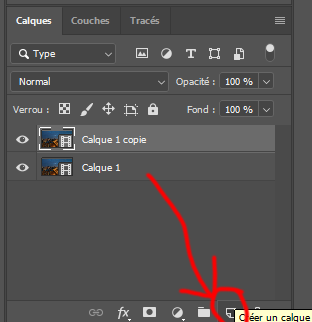 Calques Couches Tracés
Type
Normal Opacité : 100 %
Verrou : Fond : 100 %
Calque 1 copie
Calque 1
fx
Créer un calque